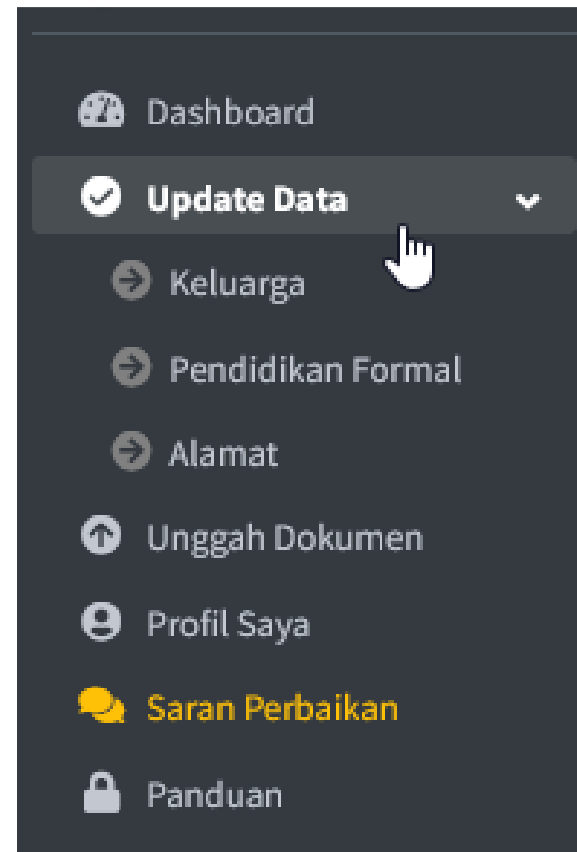 Dashboard
Update Data
Keluarga
Pendidikan Formal
Alamat
Unggah Dokumen
Profil Saya
Saran Perbaikan
Panduan